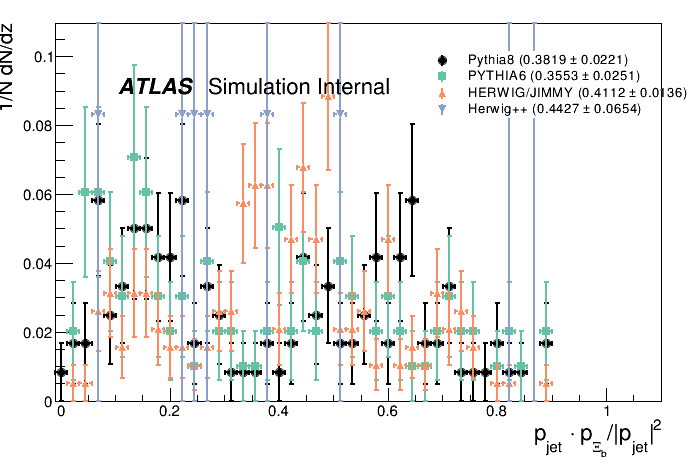 1/N dN/dz
0.1
0.08
0.06
0.04
0.02
0
ATLAS Simulation Internal
Pythia8 (0.3819 ± 0.0221)
PYTHIA6 (0.3553 ± 0.0251)
HERWIG/JIMMY (0.4112 ± 0.0136)
Herwig++ (0.4427 ± 0.0654)
0 0.2 0.4 0.6 0.8 1
p_jet · p_Ξ_b/|p_jet|²